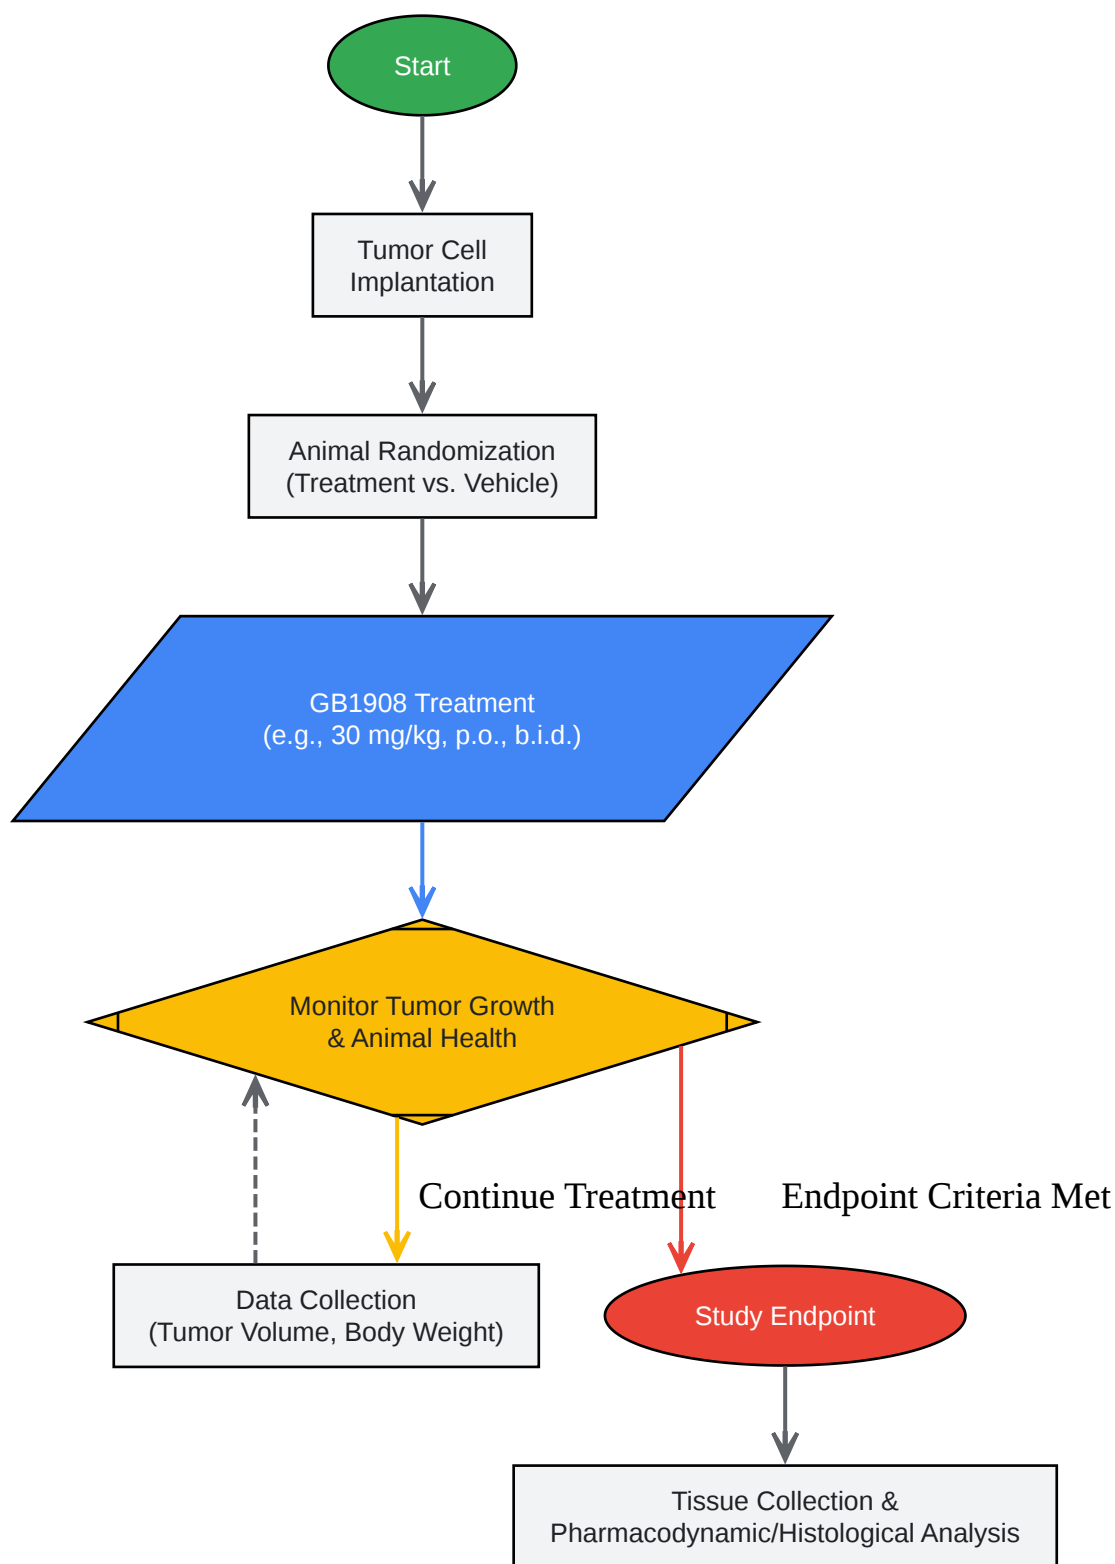 Start
Tumor Cell
Implantation
Animal Randomization
(Treatment vs. Vehicle)
GB1908 Treatment
(e.g., 30 mg/kg, p.o., b.i.d.)
Monitor Tumor Growth
& Animal Health
Continue Treatment
Endpoint Criteria Met
Data Collection
(Tumor Volume, Body Weight)
Study Endpoint
Tissue Collection &
Pharmacodynamic/Histological Analysis